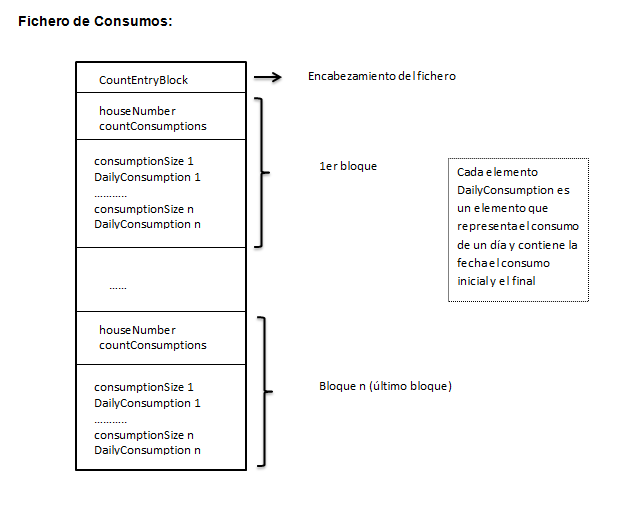 Fichero de Consumos:
CountEntryBlock
Encabezamiento del fichero
houseNumber
countConsumptions
consumptionSize 1
DailyConsumption 1
...........
consumptionSize n
DailyConsumption n
1er bloque
Cada elemento
DailyConsumption es
un elemento que
representa el consumo
de un día y contiene la
fecha el consumo
inicial y el final
......
houseNumber
countConsumptions
consumptionSize 1
DailyConsumption 1
...........
consumptionSize n
DailyConsumption n
Bloque n (último bloque)